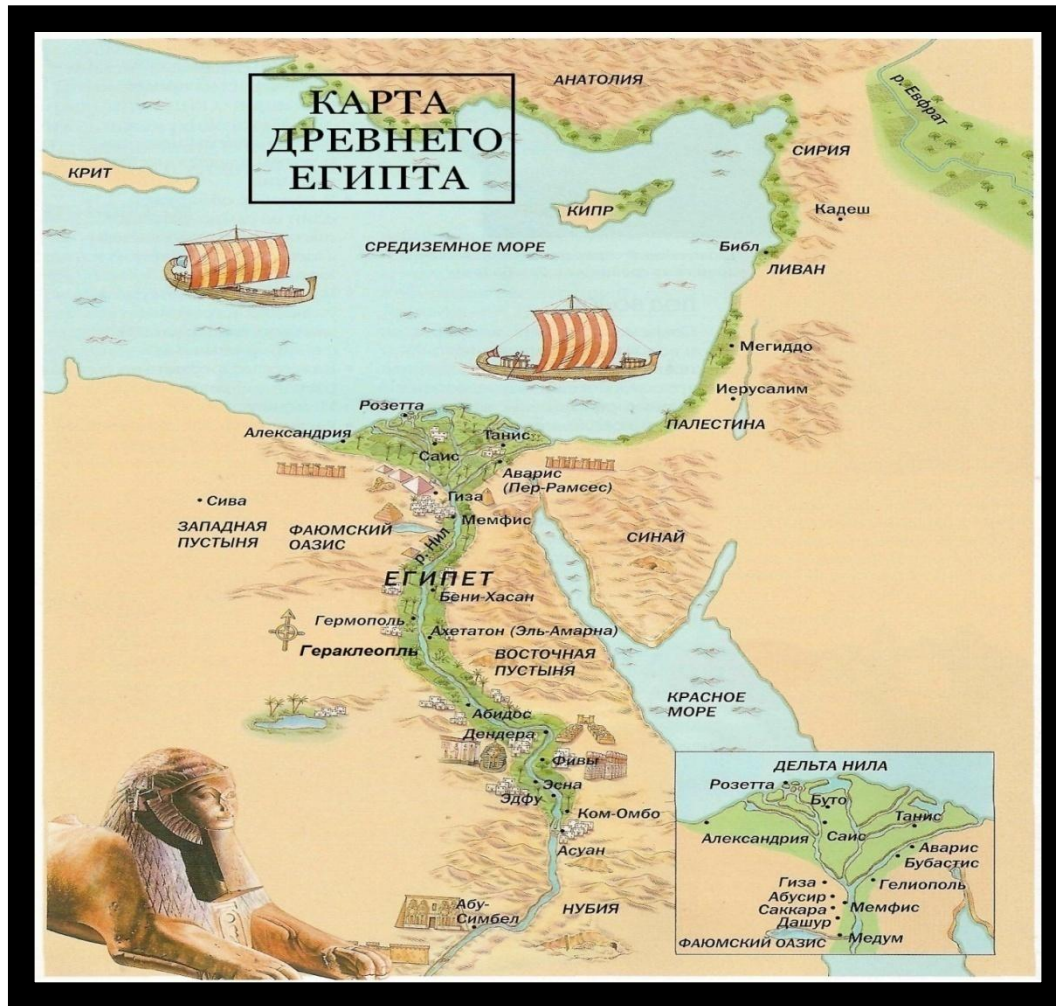 КАРТА
ДРЕВНЕГО
ЕГИПТА
АНАТОЛИЯ
р. Евфрат
КРИТ
СИРИЯ
КИПР
Кадеш
СРЕДИЗЕМНОЕ МОРЕ
Библ
ЛИВАН
Мегиддо
Иерусалим
ПАЛЕСТИНА
Розетта
Александрия
Танис
Саис
Аварис
(Пер-Рамсес)
Гиза
Сива
Мемфис
ЗАПАДНАЯ
ПУСТЫНЯ
ФАЮМСКИЙ
ОАЗИС
р. Нил
СИНАЙ
ЕГИПЕТ
Бени-Хасан
Гермополь
Ахетатон (Эль-Амарна)
Гераклеопль
ВОСТОЧНАЯ
ПУСТЫНЯ
КРАСНОЕ
МОРЕ
Абидос
Дендера
Фивы
Эсна
Эдфу
Ком-Омбо
Асуан
Абу-
Симбел
НУБИЯ
ДЕЛЬТА НИЛА
Розетта
Буто
Танис
Александрия
Саис
Аварис
Бубастис
Гиза
Гелиополь
Абусир
Саккара
Мемфис
Дашур
ФАЮМСКИЙ ОАЗИС
Медум